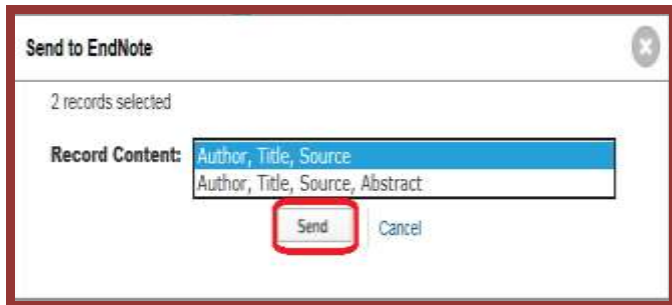 Send to EndNote
2 records selected
Record Content: Author, Title, Source
Author, Title, Source, Abstract
Send Cancel